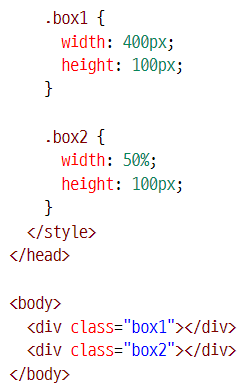 .box1 {
width: 400px;
height: 100px;
}
.box2 {
width: 50%;
height: 100px;
}
</style>
</head>
<body>
<div class="box1"></div>
<div class="box2"></div>
</body>